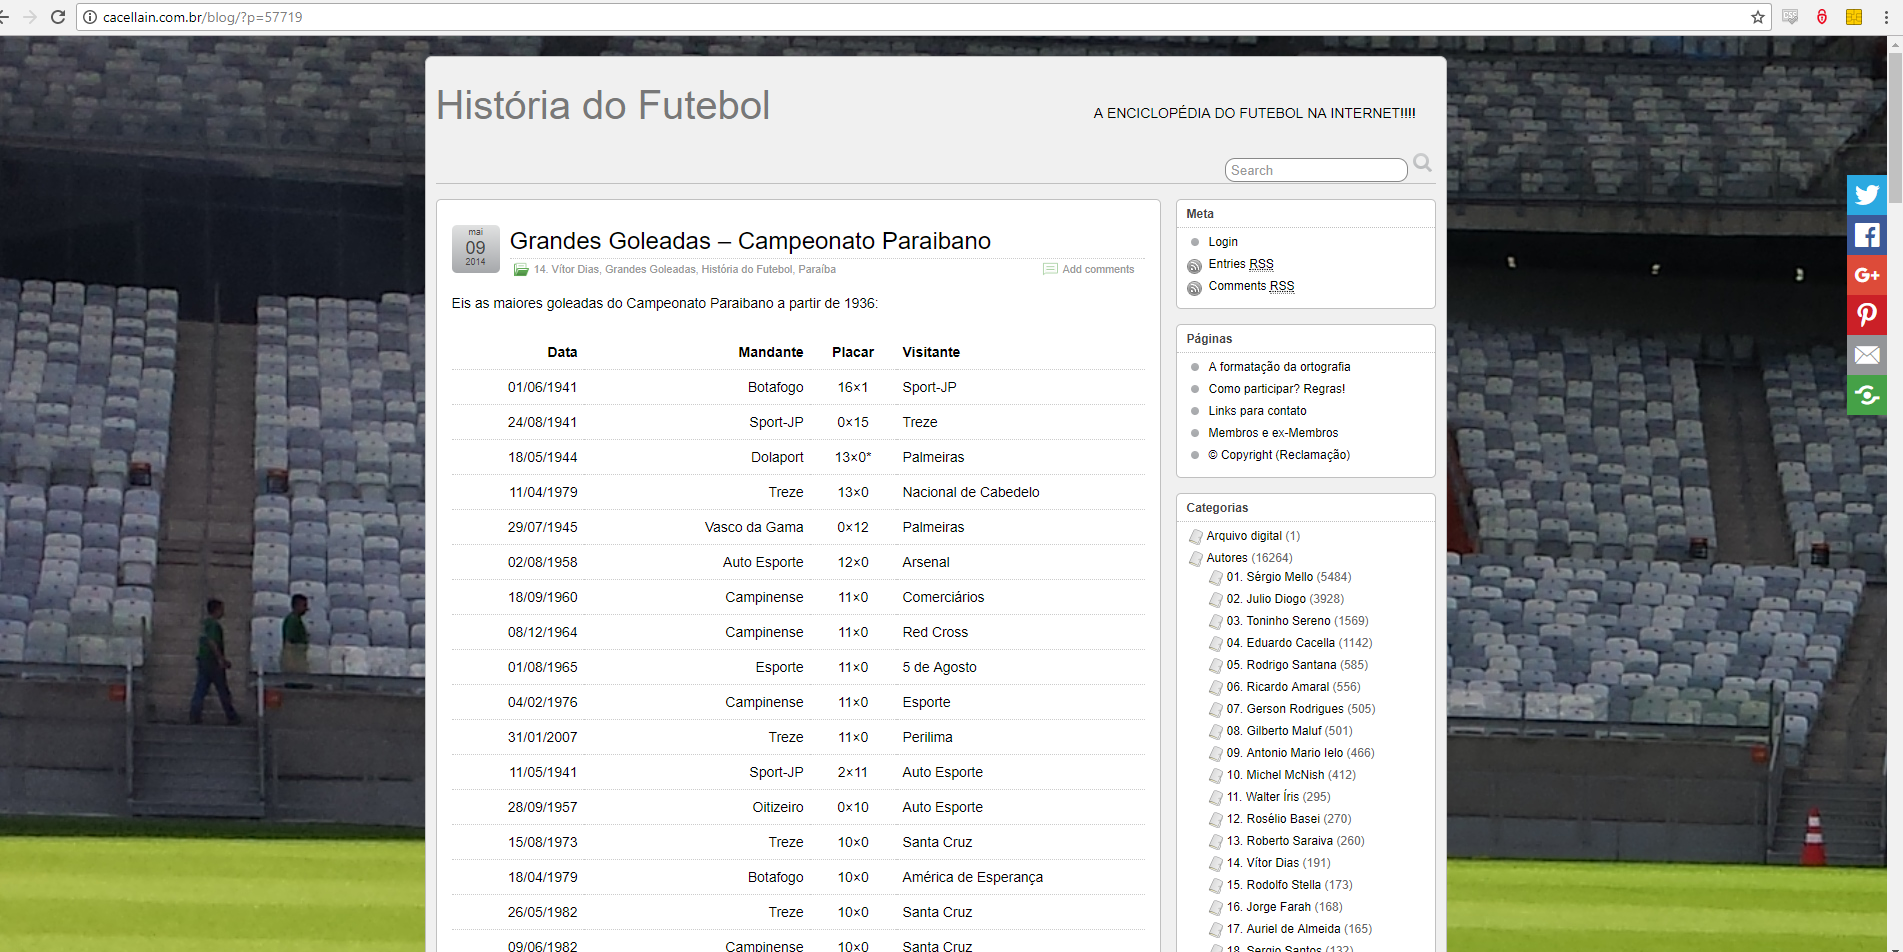 cacellain.com.br/blog/?p=57719
História do Futebol
A ENCICLOPÉDIA DO FUTEBOL NA INTERNET!!!!
Search
mai
09
2014
Grandes Goleadas – Campeonato Paraibano
14. Vítor Dias, Grandes Goleadas, História do Futebol, Paraíba
Add comments
Eis as maiores goleadas do Campeonato Paraibano a partir de 1936:
Data Mandante Placar Visitante
01/06/1941 Botafogo 16×1 Sport-JP
24/08/1941 Sport-JP 0×15 Treze
18/05/1944 Dolaport 13×0* Palmeiras
11/04/1979 Treze 13×0 Nacional de Cabedelo
29/07/1945 Vasco da Gama 0×12 Palmeiras
02/08/1958 Auto Esporte 12×0 Arsenal
18/09/1960 Campinense 11×0 Comerciários
08/12/1964 Campinense 11×0 Red Cross
01/08/1965 Esporte 11×0 5 de Agosto
04/02/1976 Campinense 11×0 Esporte
31/01/2007 Treze 11×0 Perilima
11/05/1941 Sport-JP 2×11 Auto Esporte
28/09/1957 Oitizeiro 0×10 Auto Esporte
15/08/1973 Treze 10×0 Santa Cruz
18/04/1979 Botafogo 10×0 América de Esperança
26/05/1982 Treze 10×0 Santa Cruz
09/06/1982 Campinense 10×0 Santa Cruz
Meta
Login
Entries RSS
Comments RSS
Páginas
A formatação da ortografia
Como participar? Regras!
Links para contato
Membros e ex-Membros
© Copyright (Reclamação)
Categorias
Arquivo digital (1)
Autores (16264)
01. Sérgio Mello (5484)
02. Julio Diogo (3928)
03. Toninho Sereno (1569)
04. Eduardo Cacella (1142)
05. Rodrigo Santana (585)
06. Ricardo Amaral (556)
07. Gerson Rodrigues (505)
08. Gilberto Maluf (501)
09. Antonio Mario Ielo (466)
10. Michel McNish (412)
11. Walter Íris (295)
12. Rosélio Basei (270)
13. Roberto Saraiva (260)
14. Vítor Dias (191)
15. Rodolfo Stella (173)
16. Jorge Farah (168)
17. Auriel de Almeida (165)
18. Sergio Santos (132)
G+